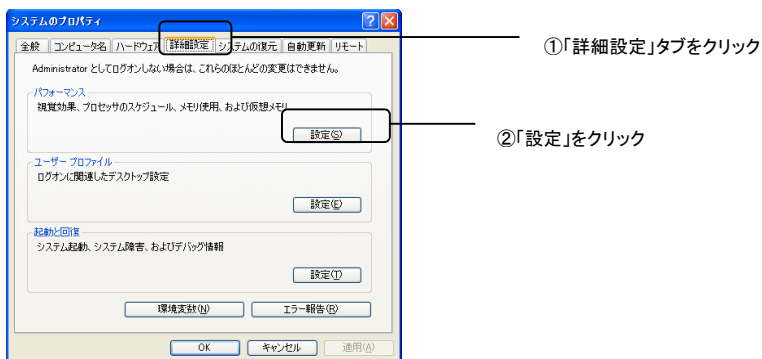 システムのプロパティ
全般 コンピュータ名 ハードウェア 詳細設定 システムの復元 自動更新 リモート
①「詳細設定」タブをクリック
Administrator としてログオンしない場合は、これらのほとんどの変更はできません。
パフォーマンス
視覚効果、プロセッサのスケジュール、メモリ使用、および仮想メモリ
設定(S)
②「設定」をクリック
ユーザー プロファイル
ログオンに関連したデスクトップ設定
設定(E)
起動と回復
システム起動、システム障害、およびデバッグ情報
設定(T)
環境変数(N) エラー報告(R)
OK キャンセル 適用(A)